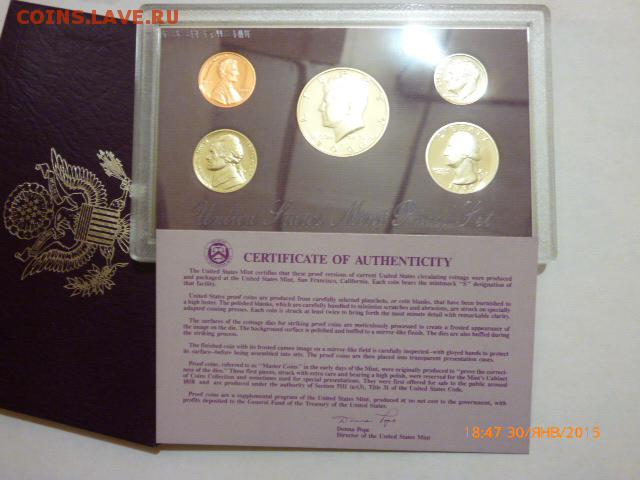 COINS.LAVE.RU
United States Mint Proof Set
CERTIFICATE OF AUTHENTICITY
The United States Mint certifies that these proof versions of current United States circulating coinage were produced
and packaged at the United States Mint, San Francisco, California. Each coin bears the mintmark "S" designation of
that facility.
United States proof coins are produced from carefully selected planchets, or coin blanks, that have been burnished to
a high luster. The polished blanks, which are carefully handled to minimize scratches and abrasions, are struck on specially
adapted coining presses. Each coin is struck at least twice to bring forth the most minute detail with remarkable clarity.
The surfaces of the coinage dies for striking proof coins are meticulously processed to create a frosted appearance of
the image on the die. The background surface is polished and buffed to a mirror-like finish. The dies are also buffed during
the striking process.
The finished coin with its frosted cameo image on a mirror-like field is carefully inspected—with gloved hands to protect
its surface—before being assembled into sets. The proof coins are then placed into transparent presentation cases.
Proof coins, referred to as "Master Coins" in the early days of the Mint, were originally produced to "prove the correct-
ness of the dies." Those first pieces, struck with extra care and bearing a high polish, were reserved for the Mint's Cabinet
of Coins Collection and sometimes used for special presentations. They were first offered for sale to the public around
1858 and are produced under the authority of Section 5111 (a)(3), Title 31 of the United States Code.
Proof coins are a supplemental program of the United States Mint, produced at no net cost to the government, with
profits deposited to the General Fund of the Treasury of the United States.
Donna Pope
Donna Pope
Director of the United States Mint
18:47 30/ЯНВ/2015